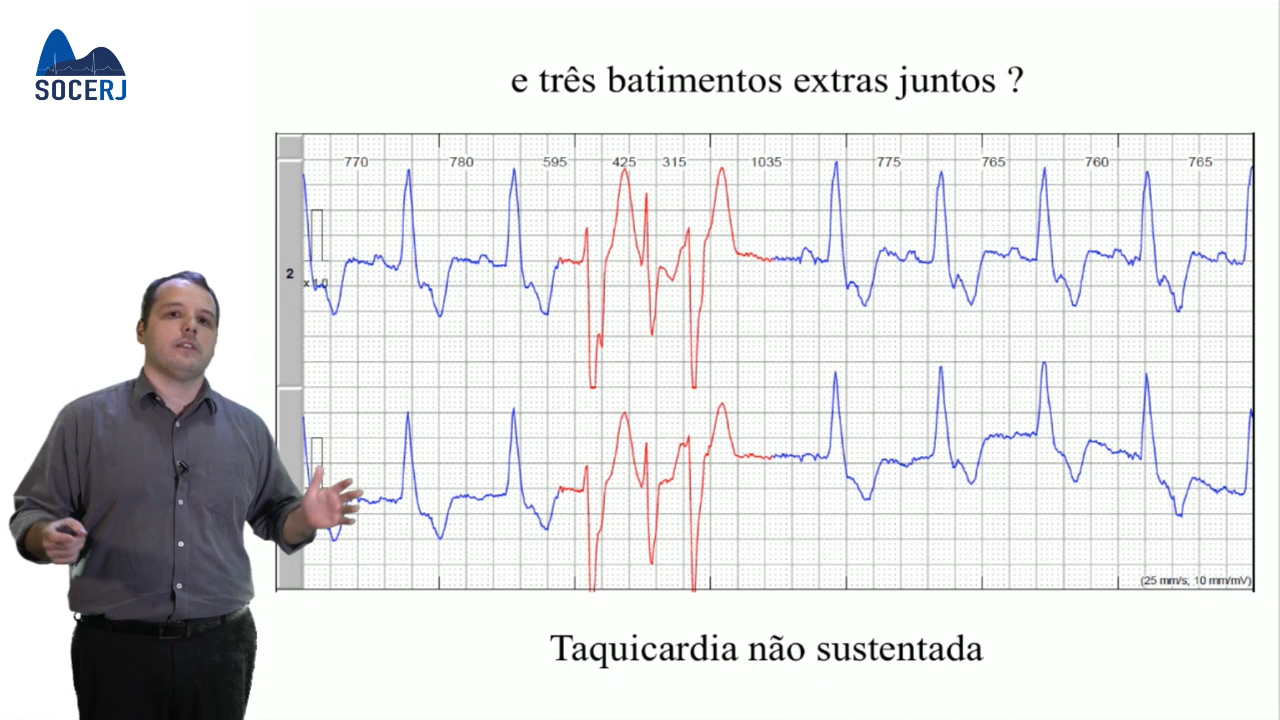 SOCERJ
e três batimentos extras juntos ?
770 780 595 425 315 1035 775 765 760 765
2
x 1.0
(25 mm/s, 10 mm/mV)
Taquicardia não sustentada